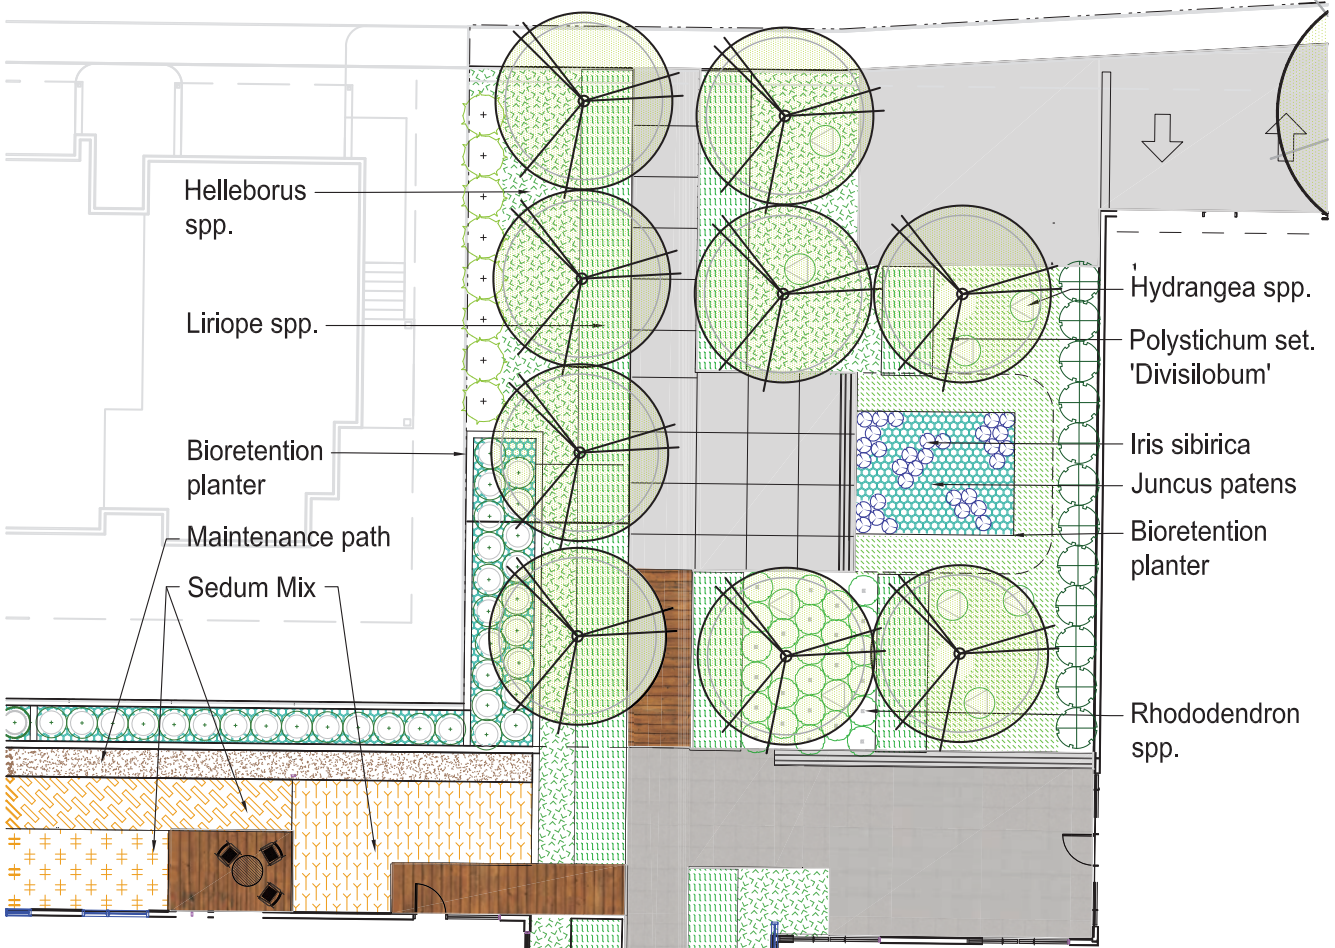 Helleborus
spp.
Liriope spp.
Bioretention
planter
Maintenance path
Sedum Mix
Hydrangea spp.
Polystichum set.
'Divisilobum'
Iris sibirica
Juncus patens
Bioretention
planter
Rhododendron
spp.